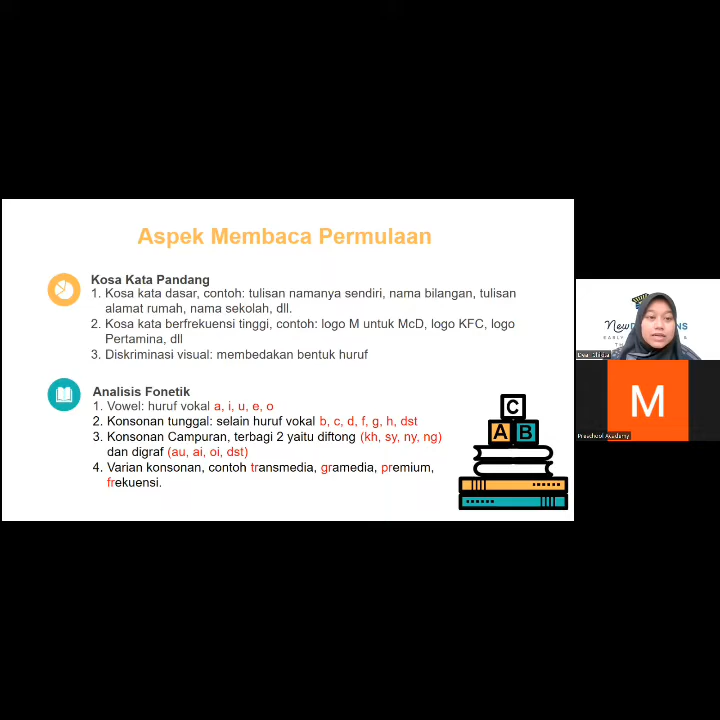 Aspek Membaca Permulaan
Kosa Kata Pandang
1. Kosa kata dasar, contoh: tulisan namanya sendiri, nama bilangan, tulisan
alamat rumah, nama sekolah, dll.
2. Kosa kata berfrekuensi tinggi, contoh: logo M untuk McD, logo KFC, logo
Pertamina, dll
3. Diskriminasi visual: membedakan bentuk huruf
Analisis Fonetik
1. Vowel: huruf vokal a, i, u, e, o
2. Konsonan tunggal: selain huruf vokal b, c, d, f, g, h, dst
3. Konsonan Campuran, terbagi 2 yaitu diftong (kh, sy, ny, ng)
dan digraf (au, ai, oi, dst)
4. Varian konsonan, contoh transmedia, gramedia, premium,
frekuensi.
C
A B
New
M
Preschool Academy